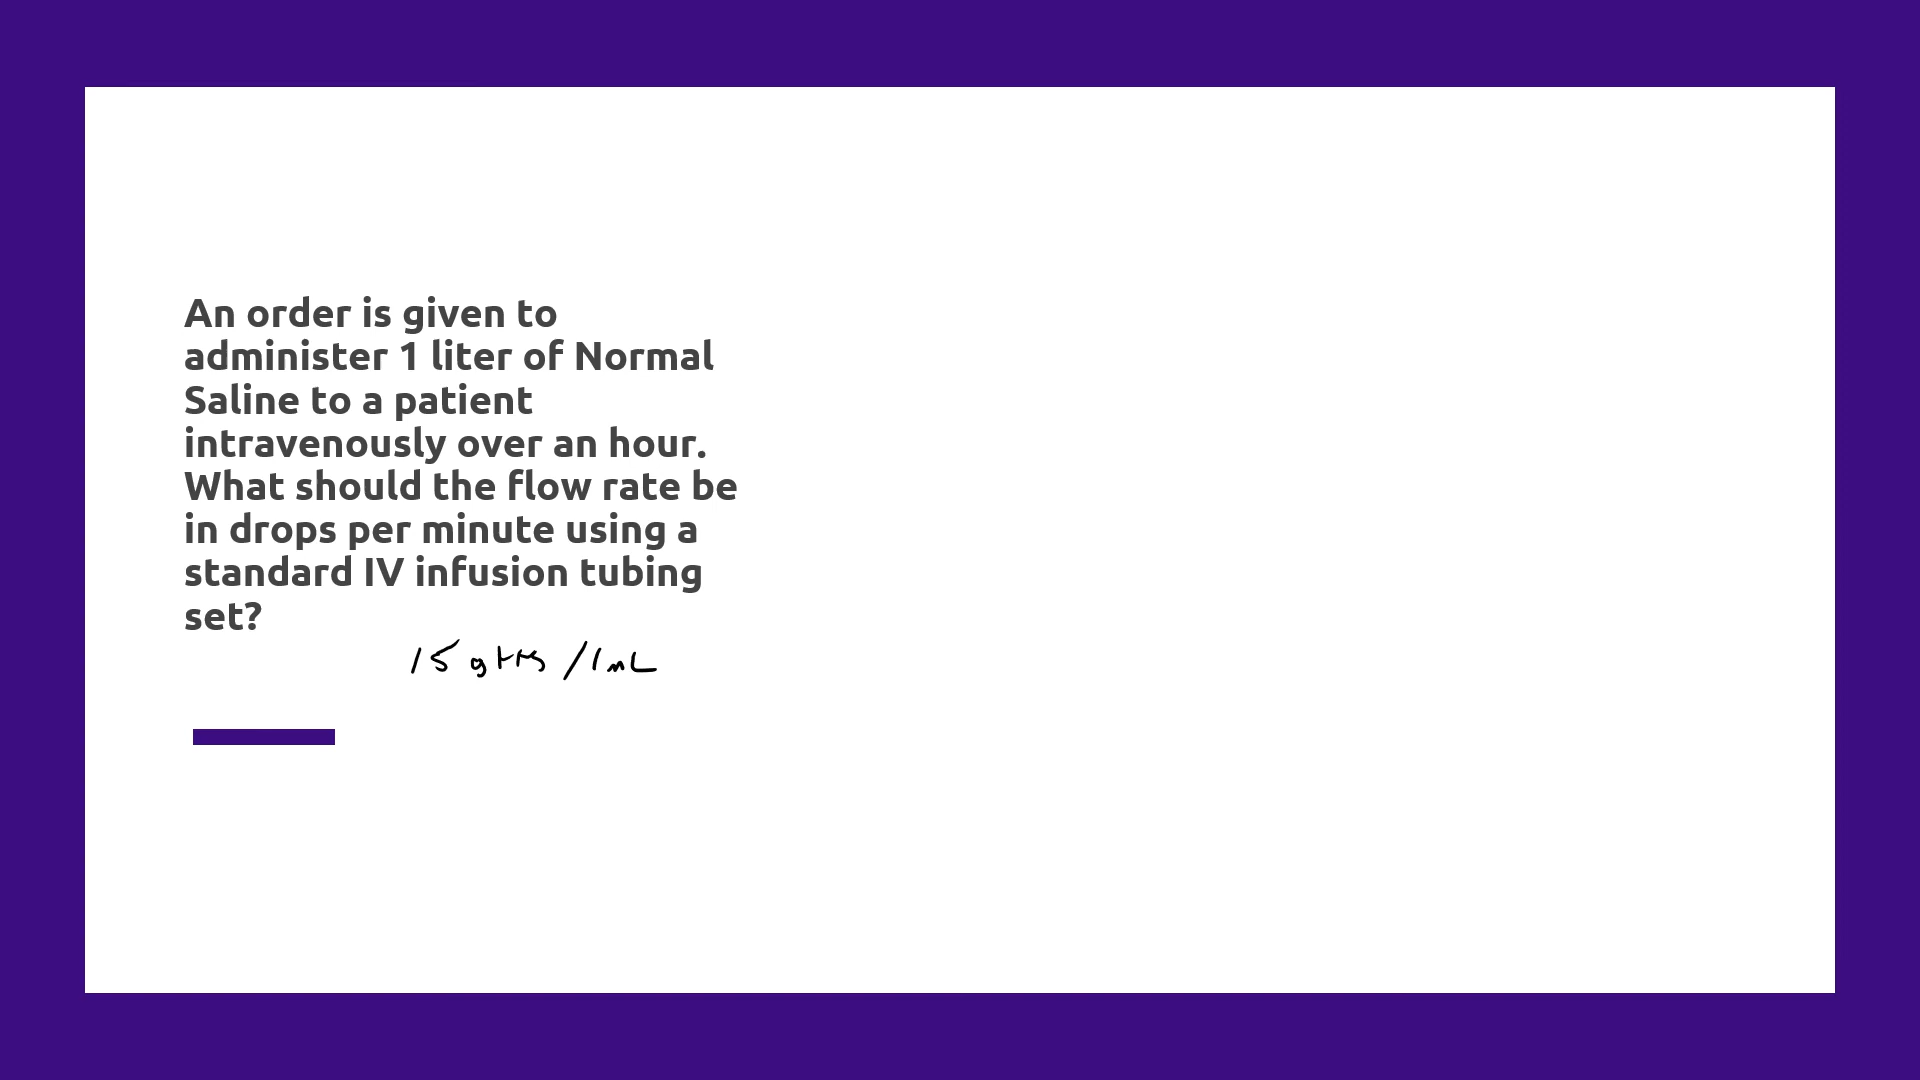 An order is given to
administer 1 liter of Normal
Saline to a patient
intravenously over an hour.
What should the flow rate be
in drops per minute using a
standard IV infusion tubing
set?
15 gtts /1mL